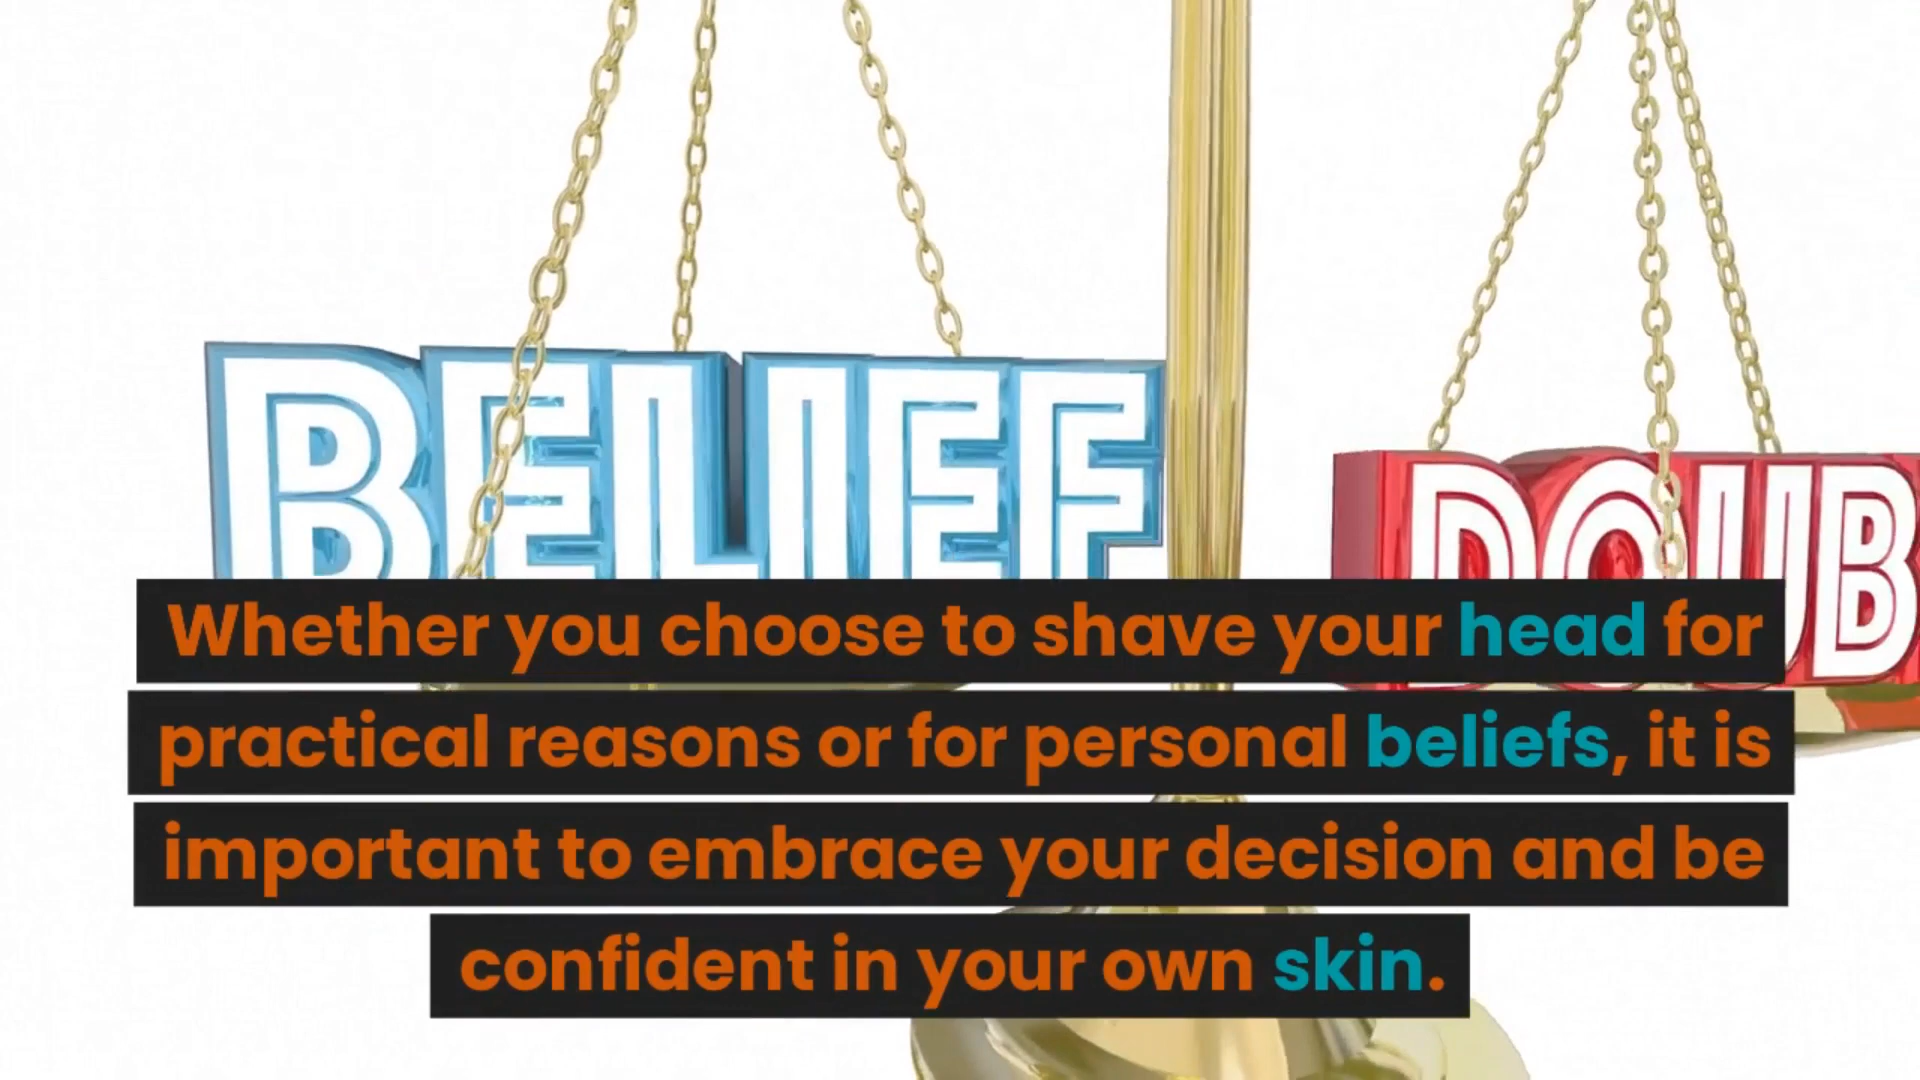 BELIEF
DOUB
Whether you choose to shave your head for
practical reasons or for personal beliefs, it is
important to embrace your decision and be
confident in your own skin.